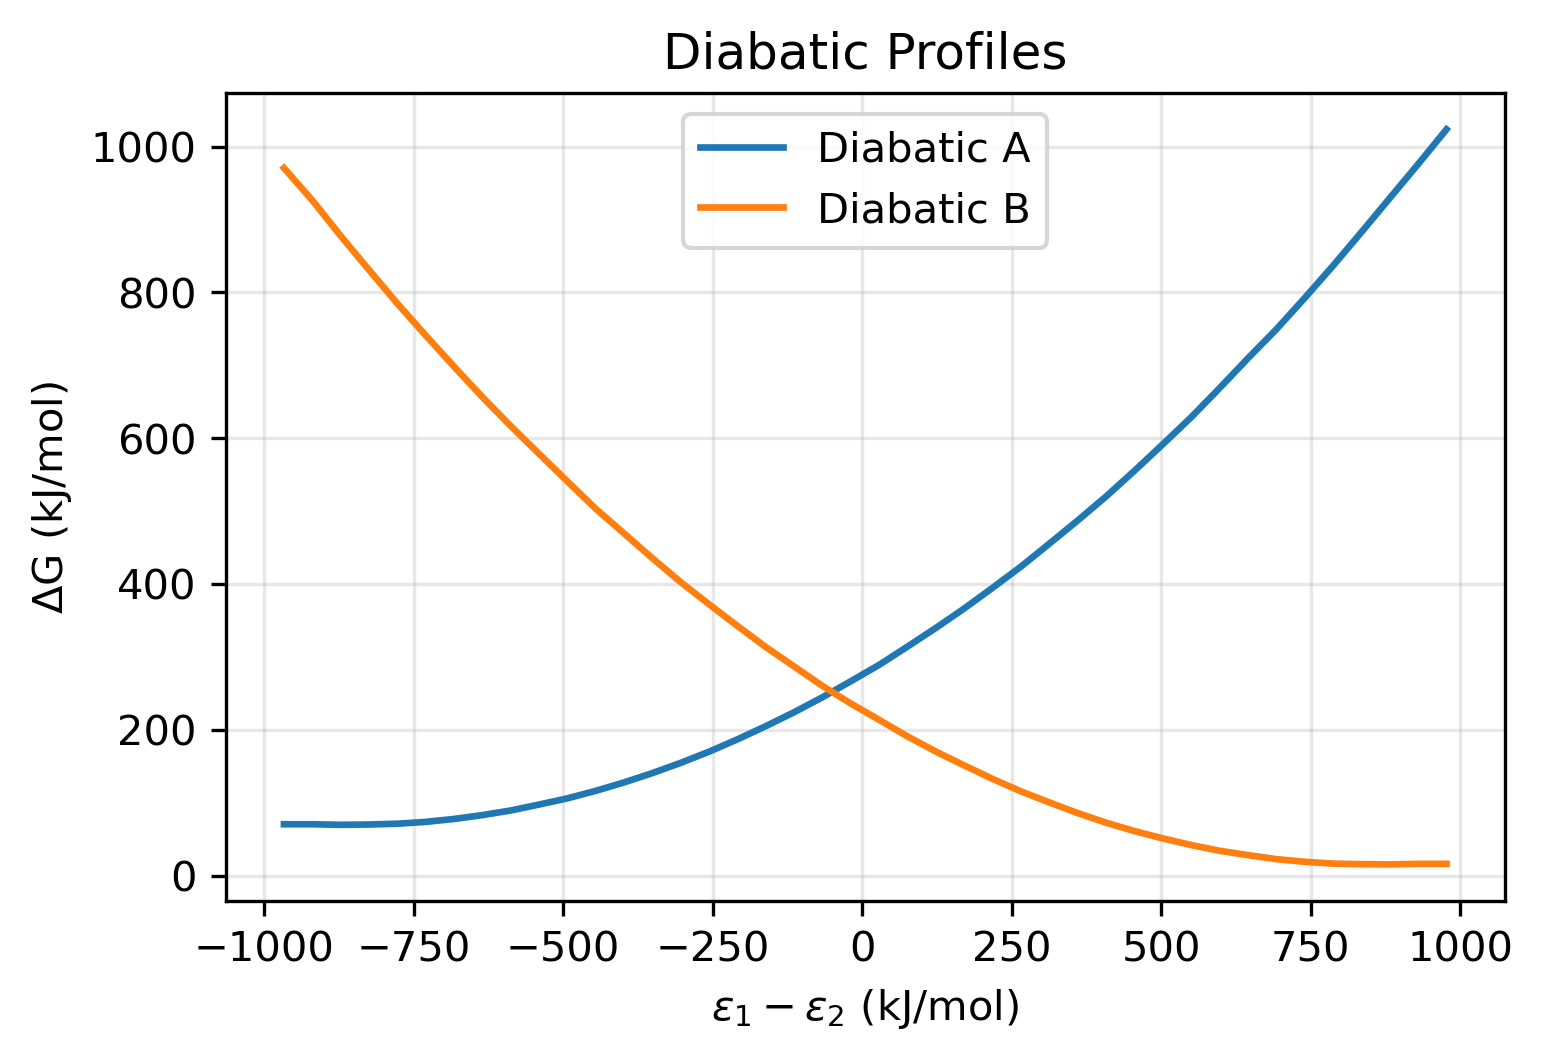 Diabatic Profiles
Diabatic A
Diabatic B
ΔG (kJ/mol)
1000
800
600
400
200
0
−1000 −750 −500 −250 0 250 500 750 1000
ε₁ − ε₂ (kJ/mol)